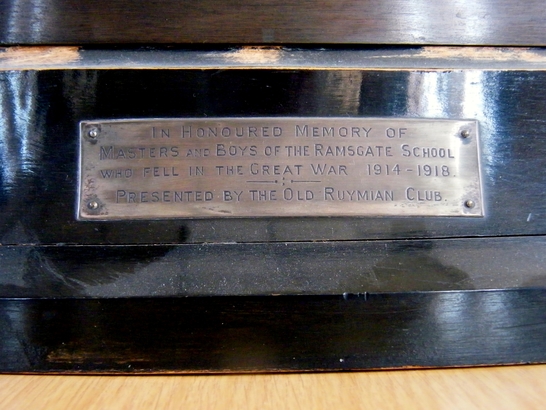 In Honoured Memory of
Masters and Boys of the Ramsgate School
who fell in the Great War 1914-1918.
Presented by the Old Ruymian Club.